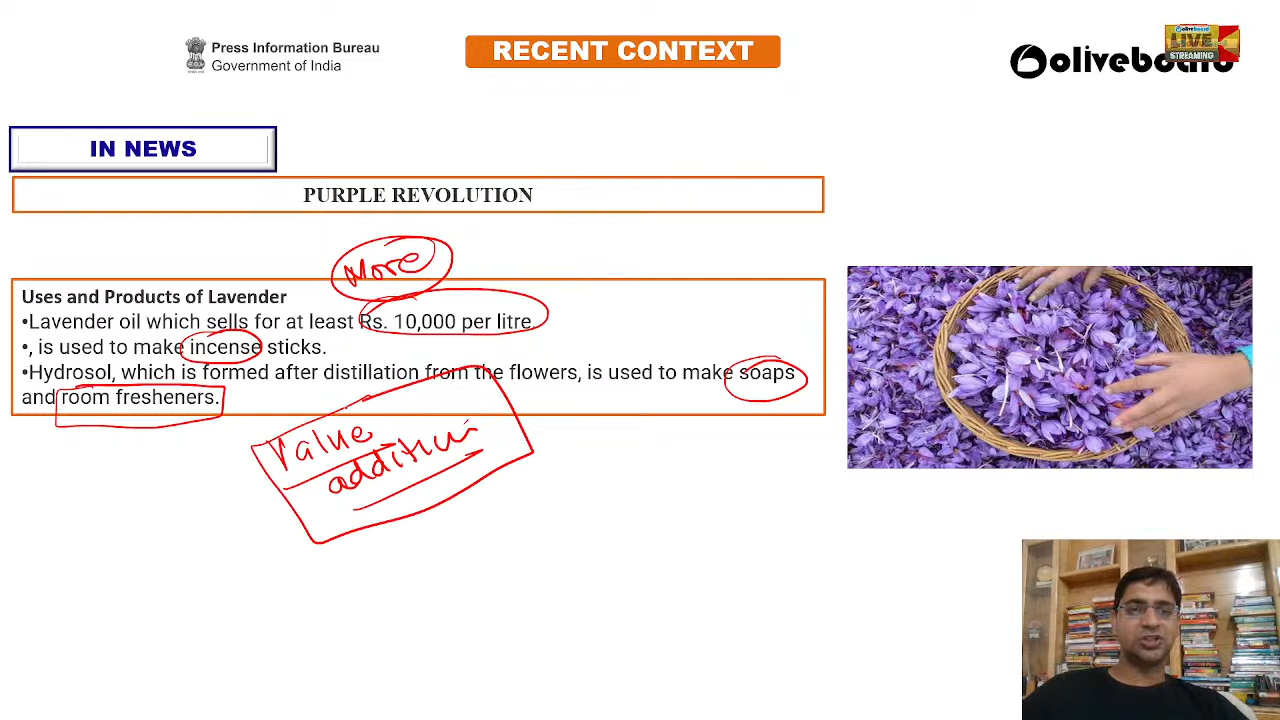 Press Information Bureau
Government of India
RECENT CONTEXT
oliveboard
LIVE
STREAMING
IN NEWS
PURPLE REVOLUTION
More
Uses and Products of Lavender
•Lavender oil which sells for at least Rs. 10,000 per litre
•, is used to make incense sticks.
•Hydrosol, which is formed after distillation from the flowers, is used to make soaps
and room fresheners.
Value
addition